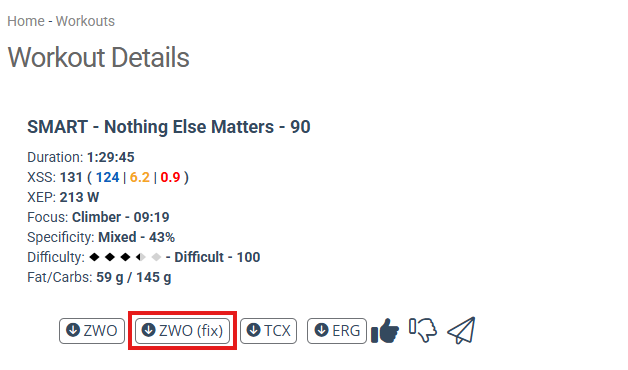 Home - Workouts
Workout Details
SMART - Nothing Else Matters - 90
Duration: 1:29:45
XSS: 131 ( 124 | 6.2 | 0.9 )
XEP: 213 W
Focus: Climber - 09:19
Specificity: Mixed - 43%
Difficulty: - Difficult - 100
Fat/Carbs: 59 g / 145 g
ZWO ZWO (fix) TCX ERG